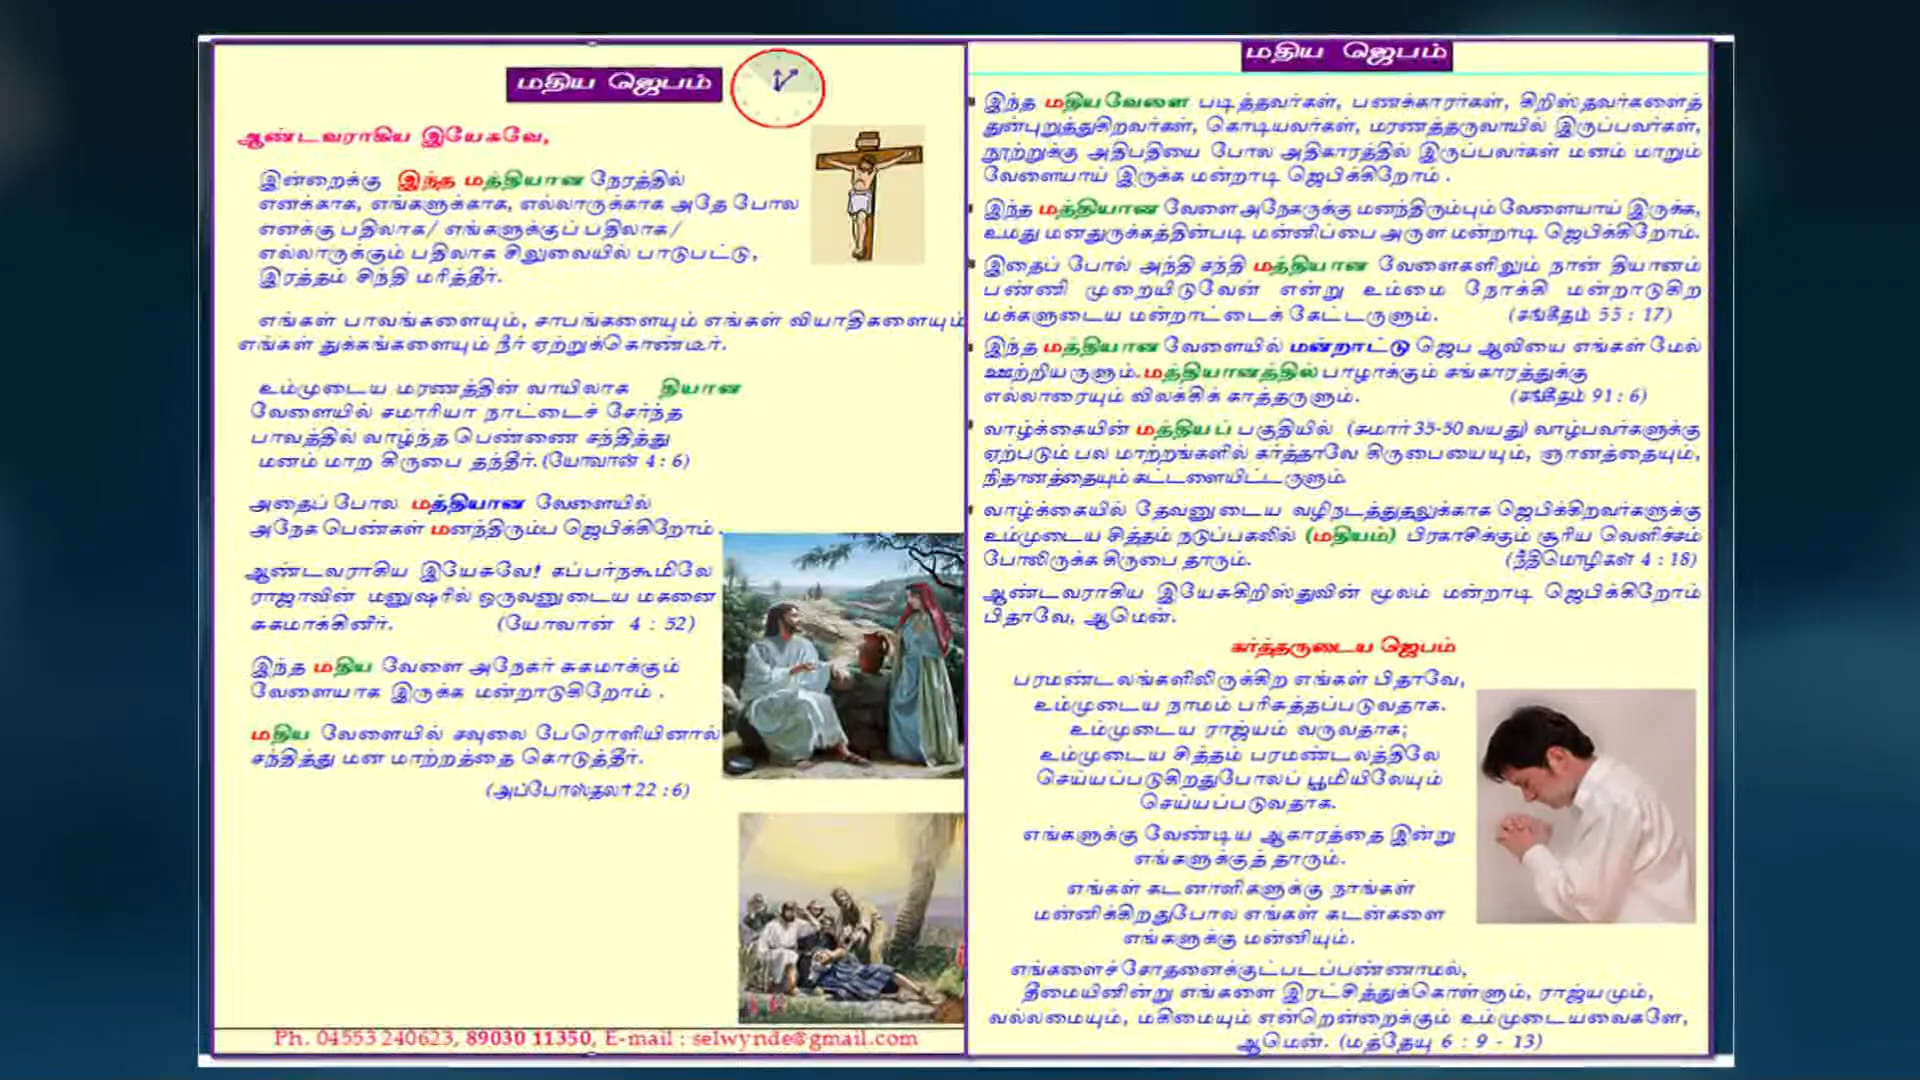 மதிய ஜெபம்
ஆண்டவராகிய இயேசுவே,
இன்றைக்கு இந்த மத்தியான நேரத்தில்
எனக்காக, எங்களுக்காக, எல்லாருக்காக அதே போல
எனக்கு பதிலாக/ எங்களுக்குப் பதிலாக/
எல்லாருக்கும் பதிலாக சிலுவையில் பாடுபட்டு,
இரத்தம் சிந்தி மரித்தீர்.
எங்கள் பாவங்களையும், சாபங்களையும் எங்கள் வியாதிகளையும்
எங்கள் துக்கங்களையும் நீர் ஏற்றுக்கொண்டீர்.
உம்முடைய மரணத்தின் வாயிலாக தியான
வேளையில் சமாரியா நாட்டைச் சேர்ந்த
பாவத்தில் வாழ்ந்த பெண்ணை சந்தித்து
மனம் மாற கிருபை தந்தீர். (யோவான் 4 : 6)
அதைப் போல மத்தியான வேளையில்
அநேக பெண்கள் மனந்திரும்ப ஜெபிக்கிறோம் .
ஆண்டவராகிய இயேசுவே! கப்பர்நகூமிலே
ராஜாவின் மனுஷரில் ஒருவனுடைய மகனை
சுகமாக்கினீர். (யோவான் 4 : 52)
இந்த மதிய வேளை அநேகர் சுகமாக்கும்
வேளையாக இருக்க மன்றாடுகிறோம் .
மதிய வேளையில் சவுலை பேரொளியினால்
சந்தித்து மன மாற்றத்தை கொடுத்தீர்.
(அப்போஸ்தலர் 22 : 6)
Ph. 04553 240623, 89030 11350, E-mail : selwynde@gmail.com
மதிய ஜெபம்
இந்த மதியவேளை படித்தவர்கள், பணக்காரர்கள், கிறிஸ்தவர்களைத்
துன்புறுத்துகிறவர்கள், கொடியவர்கள், மரணத்தருவாயில் இருப்பவர்கள்,
நூற்றுக்கு அதிபதியை போல அதிகாரத்தில் இருப்பவர்கள் மனம் மாறும்
வேளையாய் இருக்க மன்றாடி ஜெபிக்கிறோம் .
இந்த மத்தியான வேளை அநேகருக்கு மனந்திரும்பும் வேளையாய் இருக்க,
உமது மனதுருக்கத்தின்படி மன்னிப்பை அருள மன்றாடி ஜெபிக்கிறோம்.
இதைப் போல் அந்தி சந்தி மத்தியான வேளைகளிலும் நான் தியானம்
பண்ணி முறையிடுவேன் என்று உம்மை நோக்கி மன்றாடுகிற
மக்களுடைய மன்றாட்டைக் கேட்டருளும். (சங்கீதம் 55 : 17)
இந்த மத்தியான வேளையில் மன்றாட்டு ஜெப ஆவியை எங்கள் மேல்
ஊற்றியருளும். மத்தியானத்தில் பாழாக்கும் சங்காரத்துக்கு
எல்லாரையும் விலக்கிக் காத்தருளும். (சங்கீதம் 91 : 6)
வாழ்க்கையின் மத்தியப் பகுதியில் (சுமார் 35-50 வயது) வாழ்பவர்களுக்கு
ஏற்படும் பல மாற்றங்களில் கர்த்தாவே கிருபையையும், ஞானத்தையும்,
நிதானத்தையும் கட்டளையிட்டருளும்
வாழ்க்கையில் தேவனுடைய வழிநடத்துதலுக்காக ஜெபிக்கிறவர்களுக்கு
உம்முடைய சித்தம் நடுப்பகலில் (மதியம்) பிரகாசிக்கும் சூரிய வெளிச்சம்
போலிருக்க கிருபை தாரும். (நீதிமொழிகள் 4 : 18)
ஆண்டவராகிய இயேசுகிறிஸ்துவின் மூலம் மன்றாடி ஜெபிக்கிறோம்
பிதாவே, ஆமென்.
கர்த்தருடைய ஜெபம்
பரமண்டலங்களிலிருக்கிற எங்கள் பிதாவே,
உம்முடைய நாமம் பரிசுத்தப்படுவதாக.
உம்முடைய ராஜ்யம் வருவதாக;
உம்முடைய சித்தம் பரமண்டலத்திலே
செய்யப்படுகிறதுபோலப் பூமியிலேயும்
செய்யப்படுவதாக.
எங்களுக்கு வேண்டிய ஆகாரத்தை இன்று
எங்களுக்குத் தாரும்.
எங்கள் கடனாளிகளுக்கு நாங்கள்
மன்னிக்கிறதுபோல எங்கள் கடன்களை
எங்களுக்கு மன்னியும்.
எங்களைச்சோதனைக்குட்படப்பண்ணாமல்,
தீமையினின்று எங்களை இரட்சித்துக்கொள்ளும், ராஜ்யமும்,
வல்லமையும், மகிமையும் என்றென்றைக்கும் உம்முடையவைகளே,
ஆமென். (மத்தேயு 6 : 9 - 13)